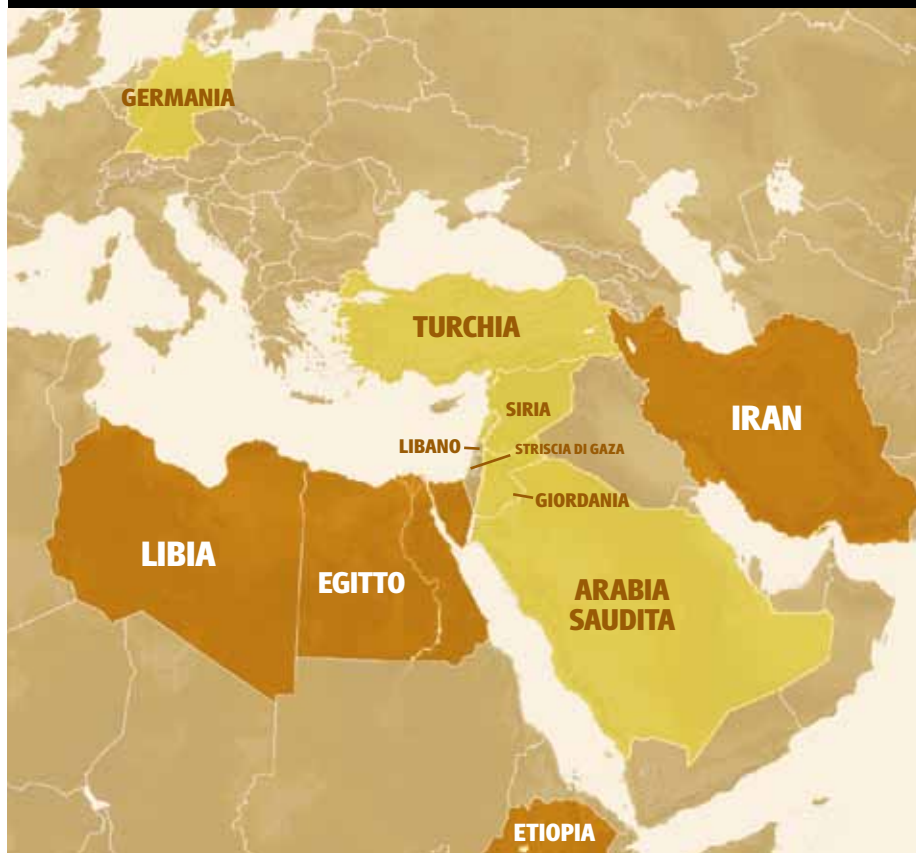 GERMANIA
TURCHIA
SIRIA
IRAN
LIBANO
STRISCIA DI GAZA
GIORDANIA
LIBIA
EGITTO
ARABIA
SAUDITA
ETIOPIA